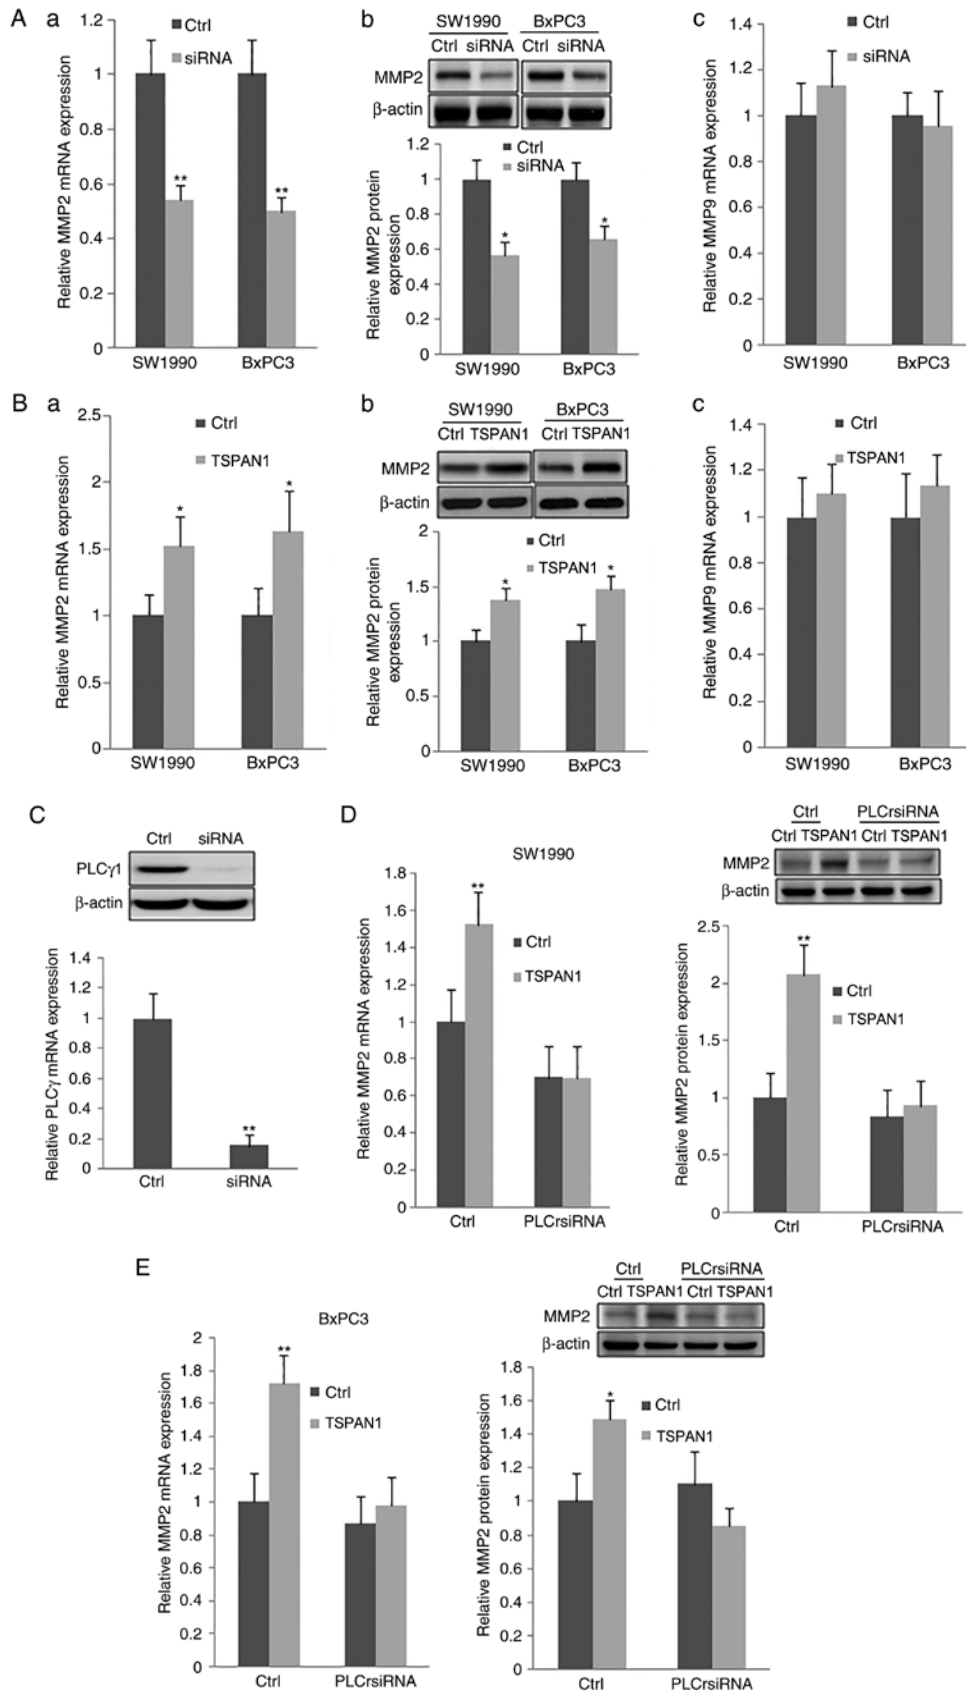 A
a
Relative MMP2 mRNA expression
1.2
1
0.8
0.6
0.4
0.2
0
Ctrl
siRNA
**
**
SW1990
BxPC3
b
SW1990
BxPC3
Ctrl siRNA
Ctrl siRNA
MMP2
β-actin
Relative MMP2 protein
expression
1.2
1
0.8
0.6
0.4
0.2
0
Ctrl
siRNA
*
*
SW1990
BxPC3
c
Relative MMP9 mRNA expression
1.4
1.2
1
0.8
0.6
0.4
0.2
0
Ctrl
siRNA
SW1990
BxPC3
B
a
Relative MMP2 mRNA expression
2.5
2
1.5
1
0.5
0
Ctrl
TSPAN1
*
*
SW1990
BxPC3
b
SW1990
BxPC3
Ctrl TSPAN1
Ctrl TSPAN1
MMP2
β-actin
Relative MMP2 protein
expression
2
1.5
1
0.5
0
Ctrl
TSPAN1
*
*
SW1990
BxPC3
c
Relative MMP9 mRNA expression
1.4
1.2
1
0.8
0.6
0.4
0.2
0
Ctrl
TSPAN1
SW1990
BxPC3
C
Ctrl
siRNA
PLCγ1
β-actin
Relative PLCγ mRNA expression
1.4
1.2
1
0.8
0.6
0.4
0.2
0
**
Ctrl
siRNA
D
SW1990
Relative MMP2 mRNA expression
1.8
1.6
1.4
1.2
1
0.8
0.6
0.4
0.2
0
**
Ctrl
TSPAN1
Ctrl
PLCrsiRNA
Ctrl
PLCrsiRNA
Ctrl TSPAN1 Ctrl TSPAN1
MMP2
β-actin
Relative MMP2 protein expression
2.5
2
1.5
1
0.5
0
**
Ctrl
TSPAN1
Ctrl
PLCrsiRNA
E
BxPC3
Relative MMP2 mRNA expression
2
1.8
1.6
1.4
1.2
1
0.8
0.6
0.4
0.2
0
**
Ctrl
TSPAN1
Ctrl
PLCrsiRNA
Ctrl
PLCrsiRNA
Ctrl TSPAN1 Ctrl TSPAN1
MMP2
β-actin
Relative MMP2 protein expression
1.8
1.6
1.4
1.2
1
0.8
0.6
0.4
0.2
0
*
Ctrl
TSPAN1
Ctrl
PLCrsiRNA